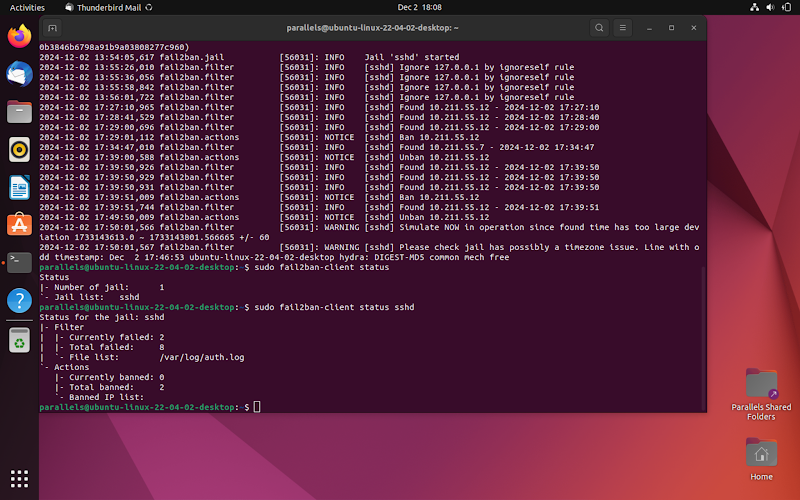 Activities
Thunderbird Mail
Dec 2 18:08
parallels@ubuntu-linux-22-04-02-desktop: ~
0b3846b6798a91b9a03808277c960)
2024-12-02 13:54:05,617 fail2ban.jail [56031]: INFO Jail 'sshd' started
2024-12-02 13:55:26,010 fail2ban.filter [56031]: INFO [sshd] Ignore 127.0.0.1 by ignoreself rule
2024-12-02 13:55:36,056 fail2ban.filter [56031]: INFO [sshd] Ignore 127.0.0.1 by ignoreself rule
2024-12-02 13:55:58,842 fail2ban.filter [56031]: INFO [sshd] Ignore 127.0.0.1 by ignoreself rule
2024-12-02 13:56:01,722 fail2ban.filter [56031]: INFO [sshd] Ignore 127.0.0.1 by ignoreself rule
2024-12-02 17:27:10,965 fail2ban.filter [56031]: INFO [sshd] Found 10.211.55.12 - 2024-12-02 17:27:10
2024-12-02 17:28:41,529 fail2ban.filter [56031]: INFO [sshd] Found 10.211.55.12 - 2024-12-02 17:28:40
2024-12-02 17:29:00,696 fail2ban.filter [56031]: INFO [sshd] Found 10.211.55.12 - 2024-12-02 17:29:00
2024-12-02 17:29:01,112 fail2ban.actions [56031]: NOTICE [sshd] Ban 10.211.55.12
2024-12-02 17:34:47,010 fail2ban.filter [56031]: INFO [sshd] Found 10.211.55.7 - 2024-12-02 17:34:47
2024-12-02 17:39:00,588 fail2ban.actions [56031]: NOTICE [sshd] Unban 10.211.55.12
2024-12-02 17:39:50,926 fail2ban.filter [56031]: INFO [sshd] Found 10.211.55.12 - 2024-12-02 17:39:50
2024-12-02 17:39:50,929 fail2ban.filter [56031]: INFO [sshd] Found 10.211.55.12 - 2024-12-02 17:39:50
2024-12-02 17:39:50,931 fail2ban.filter [56031]: INFO [sshd] Found 10.211.55.12 - 2024-12-02 17:39:50
2024-12-02 17:39:51,009 fail2ban.actions [56031]: NOTICE [sshd] Ban 10.211.55.12
2024-12-02 17:39:51,744 fail2ban.filter [56031]: INFO [sshd] Found 10.211.55.12 - 2024-12-02 17:39:51
2024-12-02 17:49:50,009 fail2ban.actions [56031]: NOTICE [sshd] Unban 10.211.55.12
2024-12-02 17:50:01,566 fail2ban.filter [56031]: WARNING [sshd] Simulate NOW in operation since found time has too large dev
iation 1733143613.0 ~ 1733143801.566665 +/- 60
2024-12-02 17:50:01,567 fail2ban.filter [56031]: WARNING [sshd] Please check jail has possibly a timezone issue. Line with o
dd timestamp: Dec  2 17:46:53 ubuntu-linux-22-04-02-desktop hydra: DIGEST-MD5 common mech free
parallels@ubuntu-linux-22-04-02-desktop:~$ sudo fail2ban-client status
Status
|- Number of jail: 1
`- Jail list: sshd
parallels@ubuntu-linux-22-04-02-desktop:~$ sudo fail2ban-client status sshd
Status for the jail: sshd
|- Filter
| |- Currently failed: 2
| |- Total failed: 8
| `- File list: /var/log/auth.log
`- Actions
|- Currently banned: 0
|- Total banned: 2
`- Banned IP list:
parallels@ubuntu-linux-22-04-02-desktop:~$
Parallels Shared
Folders
Home